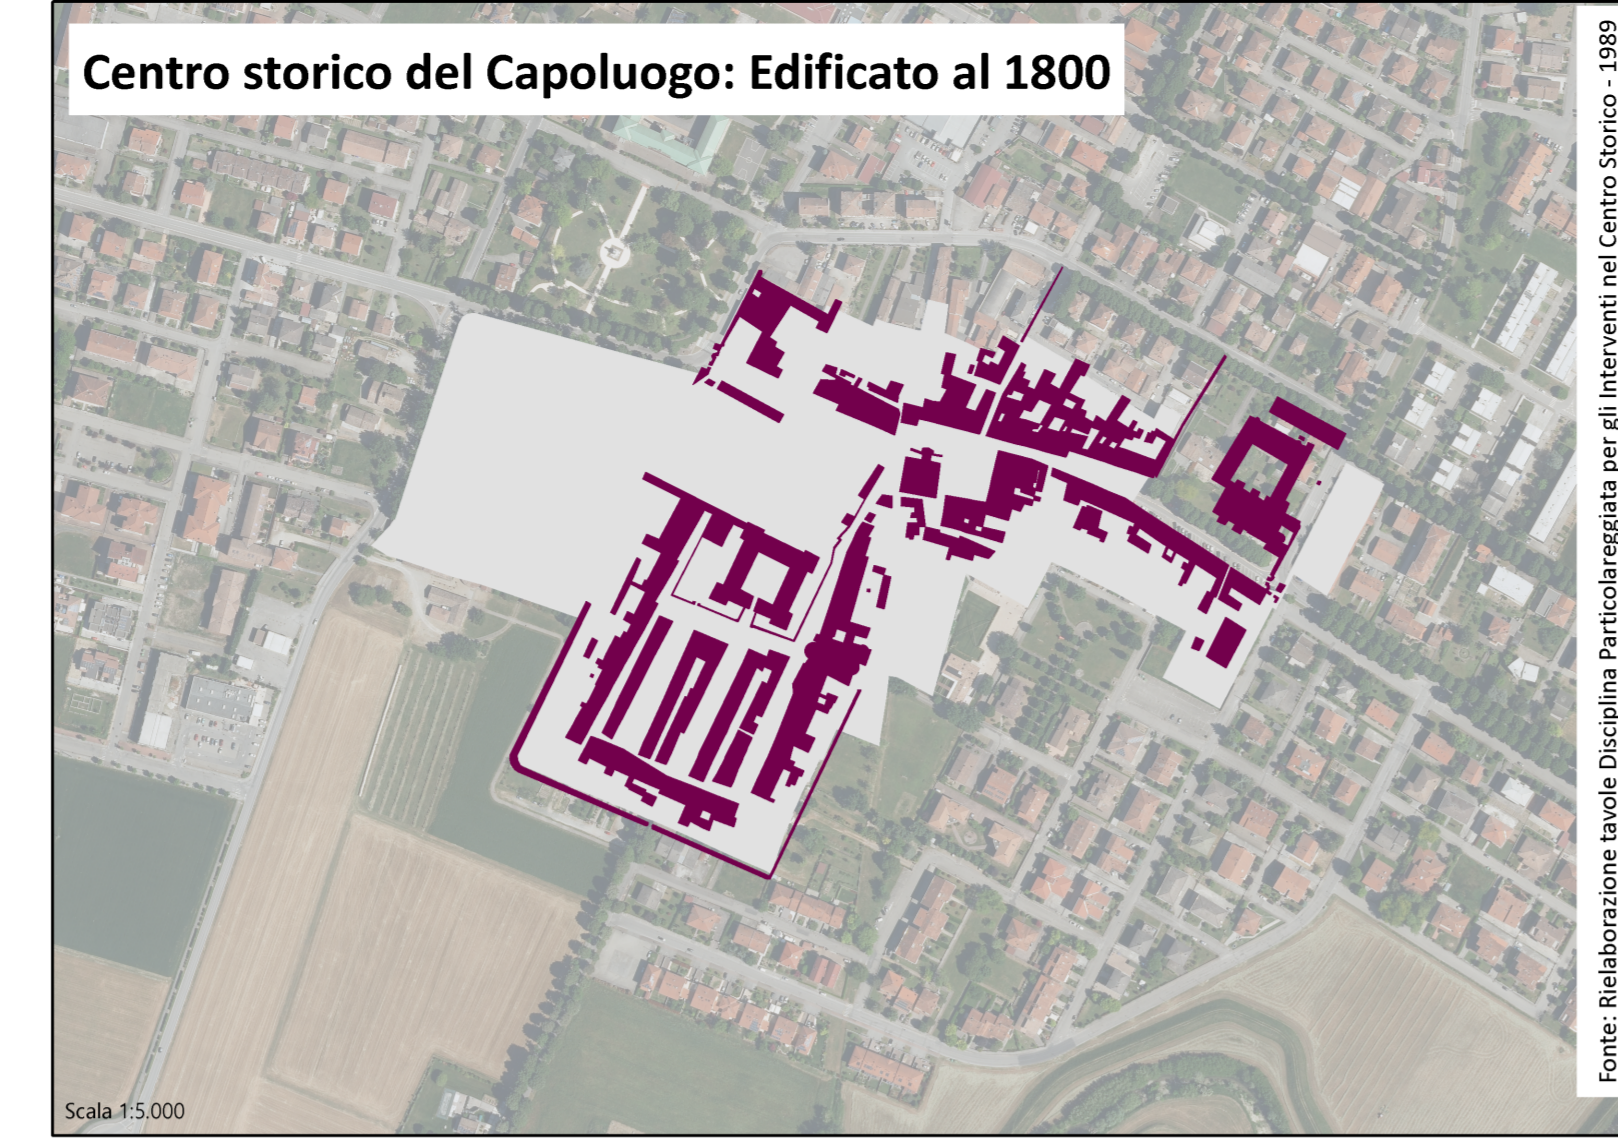 Centro storico del Capoluogo: Edificato al 1800
Fonte: Rielaborazione tavole Disciplina Particolareggiata per gli Interventi nel Centro Storico - 1989
Scala 1:5.000